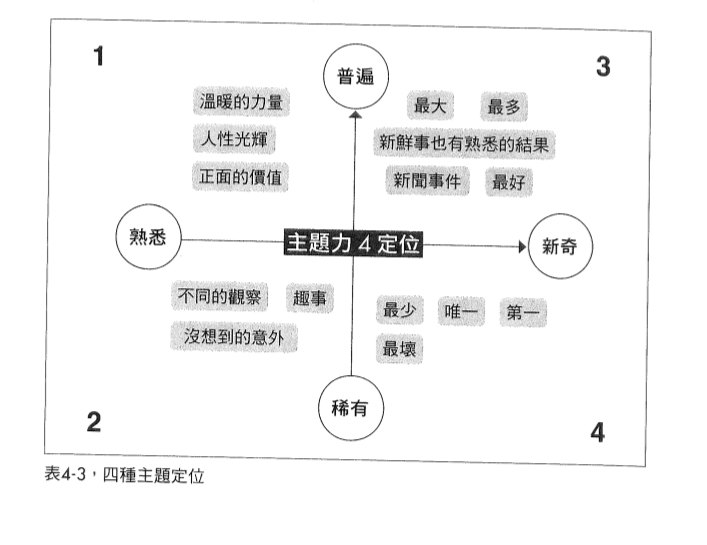 1
3
普遍
溫暖的力量
最大 最多
人性光輝
新鮮事也有熟悉的結果
正面的價值
新聞事件 最好
熟悉
主題力 4 定位
新奇
不同的觀察 趣事
最少 唯一 第一
沒想到的意外
最壞
稀有
2
4
表4-3，四種主題定位